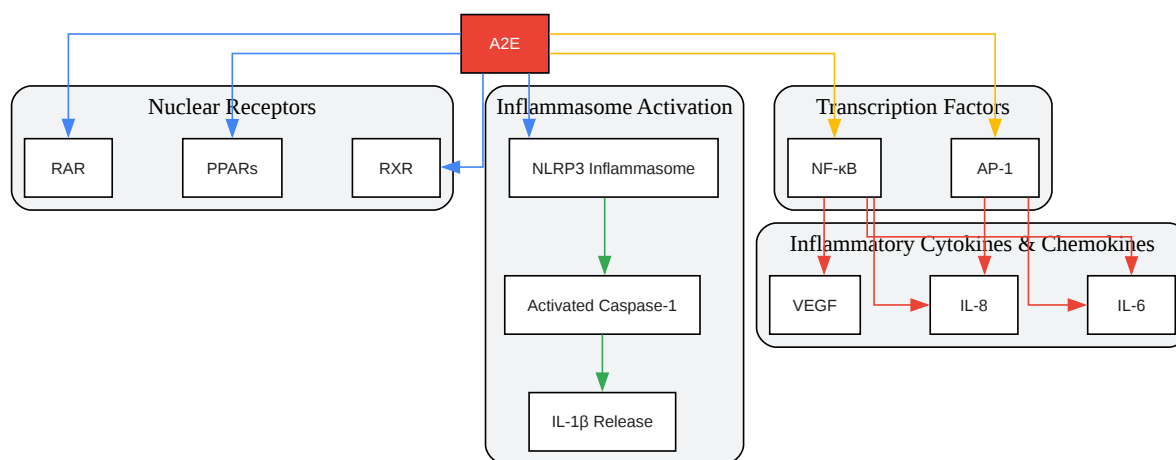 A2E
Nuclear Receptors
RAR
PPARs
RXR
Inflammasome Activation
NLRP3 Inflammasome
Activated Caspase-1
IL-1β Release
Transcription Factors
NF-κB
AP-1
Inflammatory Cytokines & Chemokines
VEGF
IL-8
IL-6